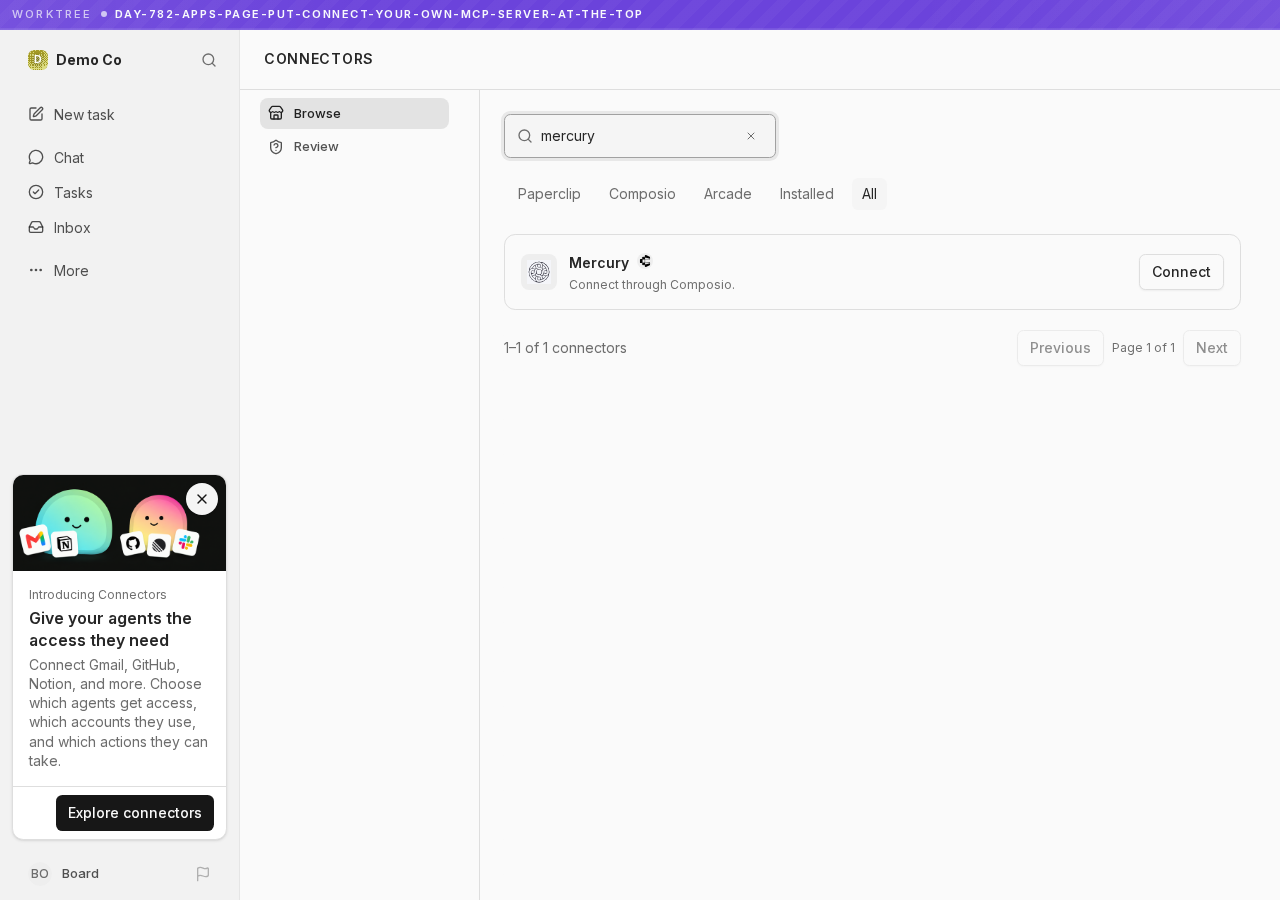 WORKTREE DAY-782-APPS-PAGE-PUT-CONNECT-YOUR-OWN-MCP-SERVER-AT-THE-TOP
D Demo Co
CONNECTORS
New task
Chat
Tasks
Inbox
More
Browse
Review
mercury
Paperclip Composio Arcade Installed All
Mercury
Connect through Composio.
Connect
1–1 of 1 connectors
Previous Page 1 of 1 Next
Introducing Connectors
Give your agents the
access they need
Connect Gmail, GitHub,
Notion, and more. Choose
which agents get access,
which accounts they use,
and which actions they can
take.
Explore connectors
BO Board